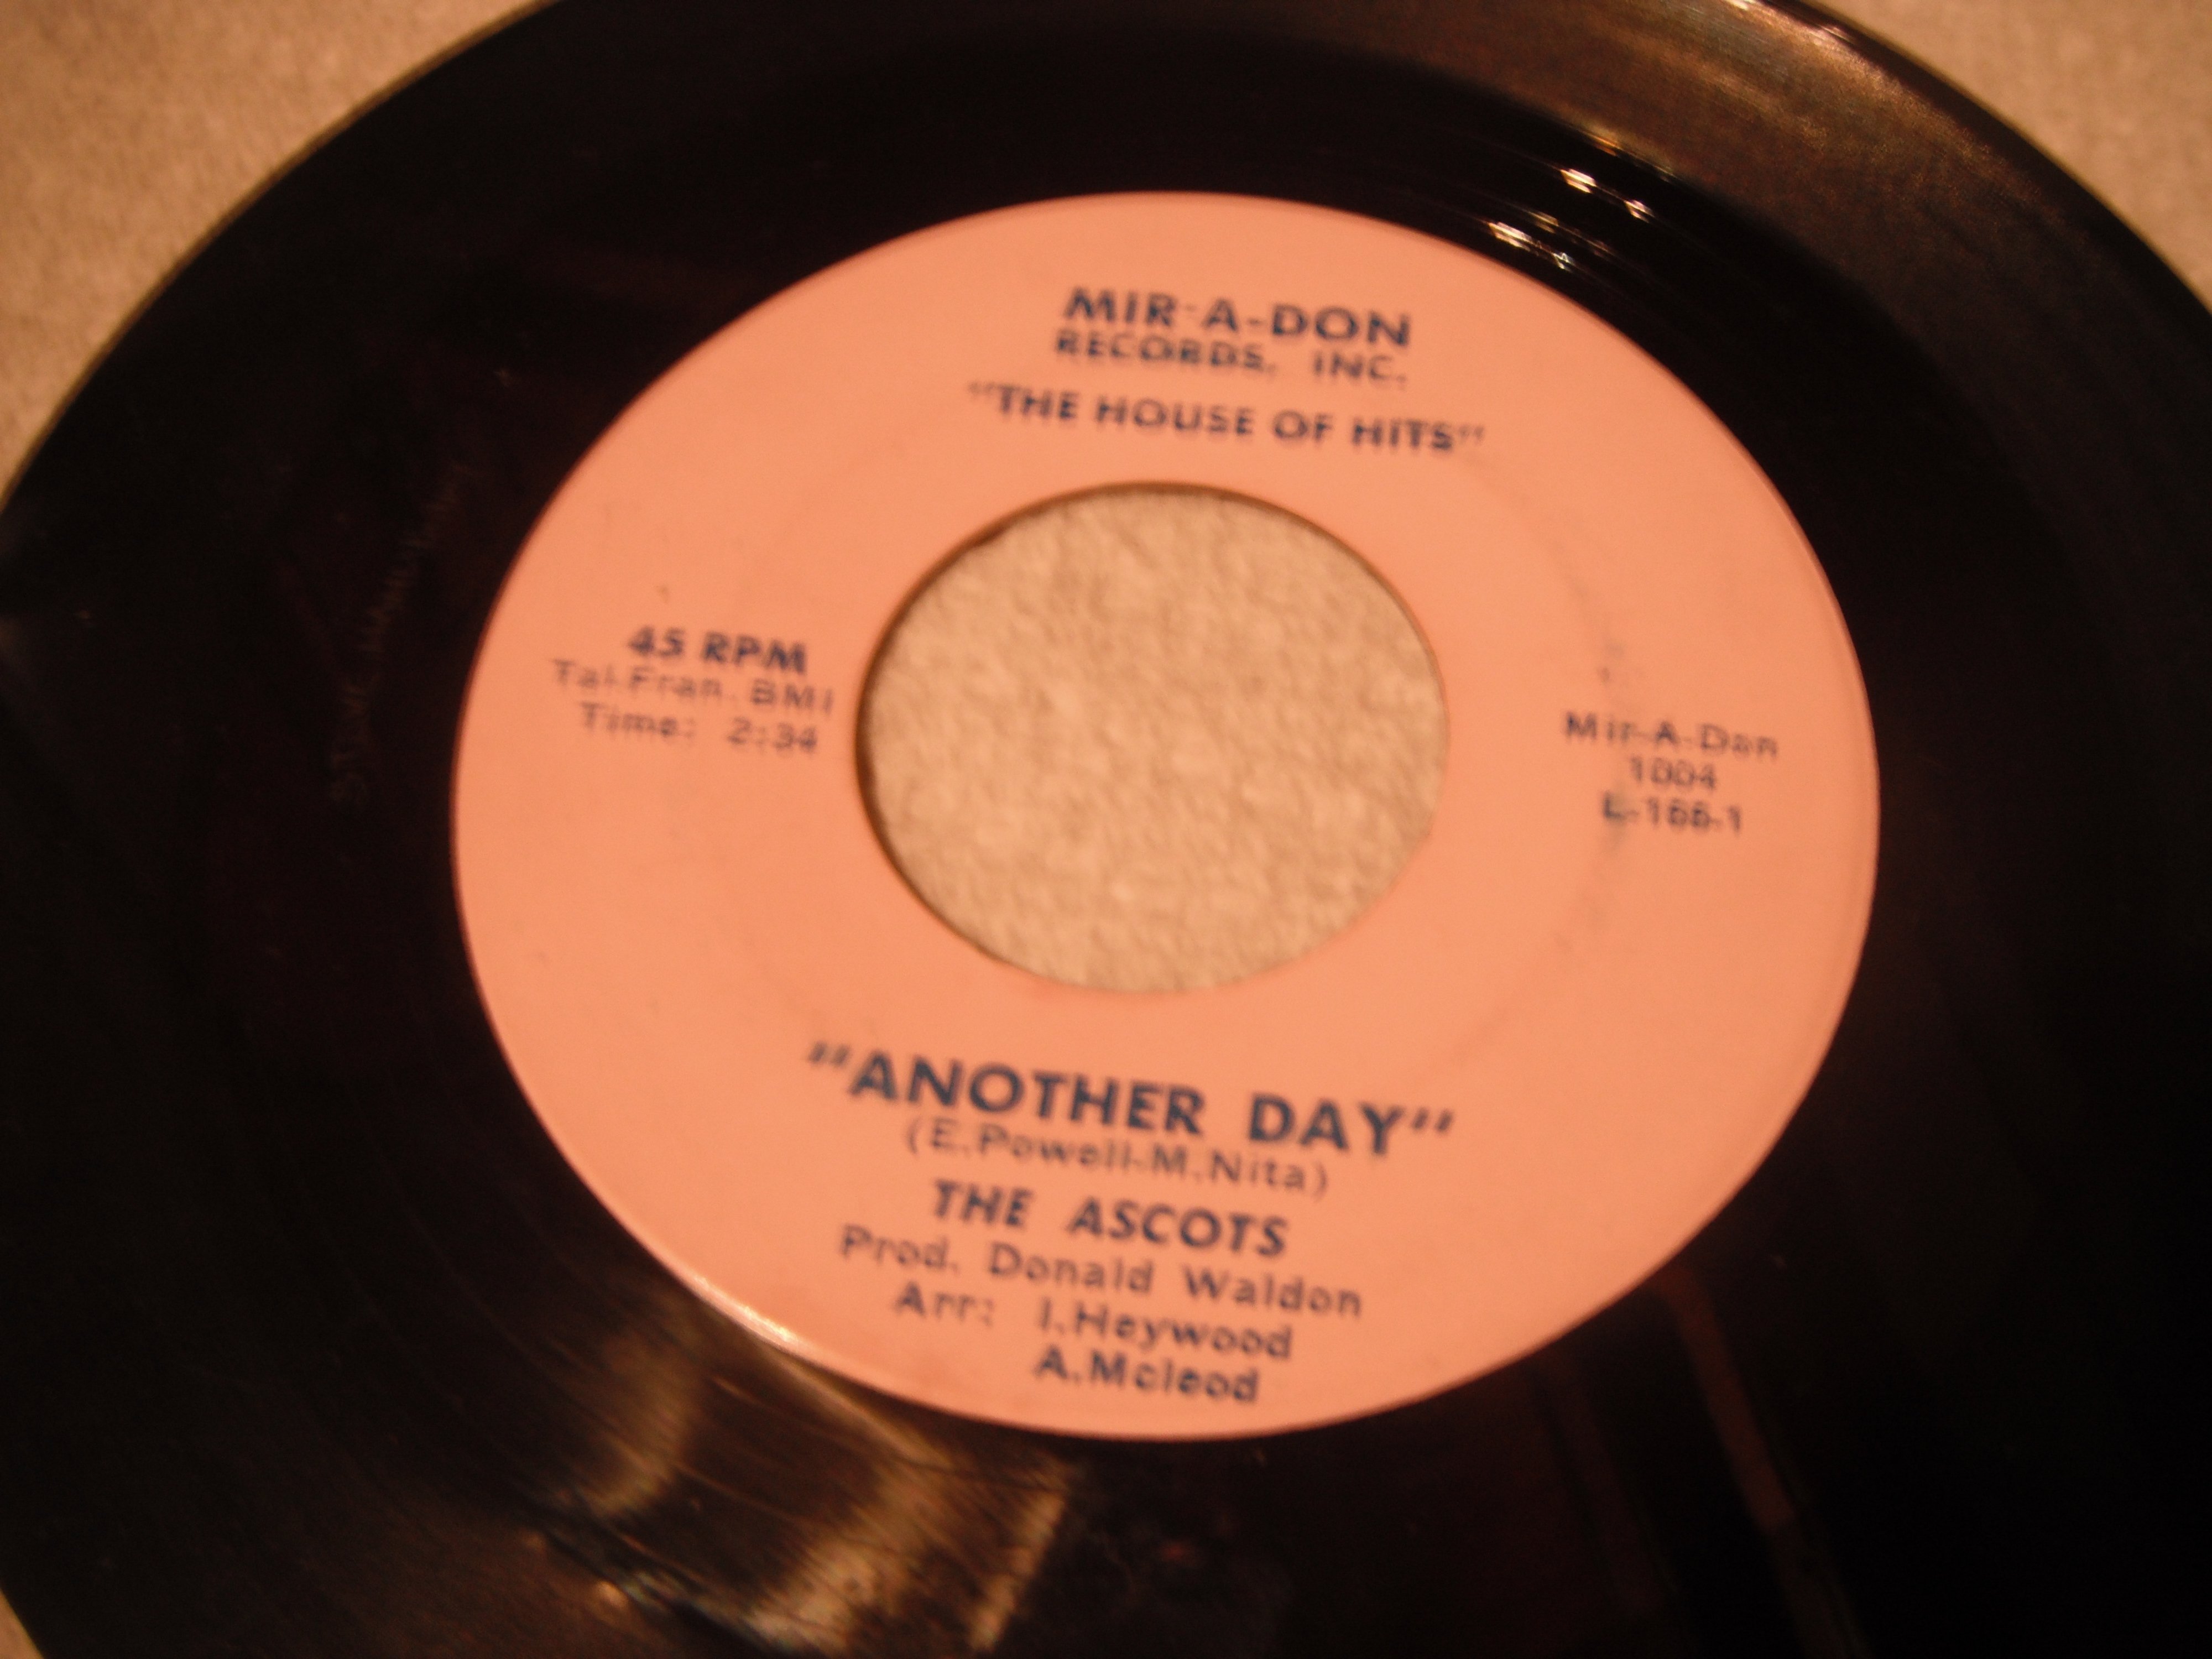 MIR-A-DON
RECORDS, INC.
"THE HOUSE OF HITS"
45 RPM
Tal-Fran. BMI
Time: 2:34
Mir-A-Don
1004
L-166-1
"ANOTHER DAY"
(E.Powell-M.Nita)
THE ASCOTS
Prod. Donald Waldon
Arr: I.Heywood
A.Mcleod